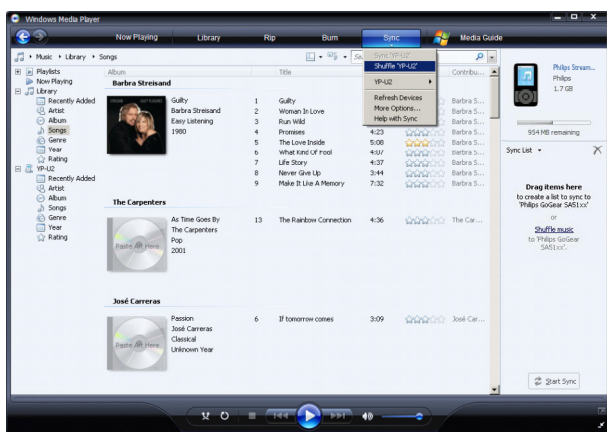 Windows Media Player
Now Playing Library Rip Burn Sync Media Guide
Music Library Songs
Sync 'YP-U2'
Shuffle 'YP-U2'
YP-U2
Refresh Devices
More Options...
Help with Sync
Playlists
Now Playing
Library
Recently Added
Artist
Album
Songs
Genre
Year
Rating
YP-U2
Recently Added
Artist
Album
Songs
Genre
Year
Rating
Album Title Contribu...
Barbra Streisand
Guilty
Barbra Streisand
Easy Listening
1980
1 Guilty Barbra S...
2 Woman In Love Barbra S...
3 Run Wild Barbra S...
4 Promises 4:23 Barbra S...
5 The Love Inside 5:08 Barbra S...
6 What Kind Of Fool 4:07 Barbra S...
7 Life Story 4:37 Barbra S...
8 Never Give Up 3:44 Barbra S...
9 Make It Like A Memory 7:32 Barbra S...
The Carpenters
Paste Art Here
As Time Goes By
The Carpenters
Pop
2001
13 The Rainbow Connection 4:36 The Car...
José Carreras
Paste Art Here
Passion
José Carreras
Classical
Unknown Year
6 If tomorrow comes 3:09 José Car...
Philips Stream...
Philips
1.7 GB
954 MB remaining
Sync List
Drag items here
to create a list to sync to
'Philips GoGear SA51xx'
or
Shuffle music
to 'Philips GoGear
SA51xx'.
Start Sync